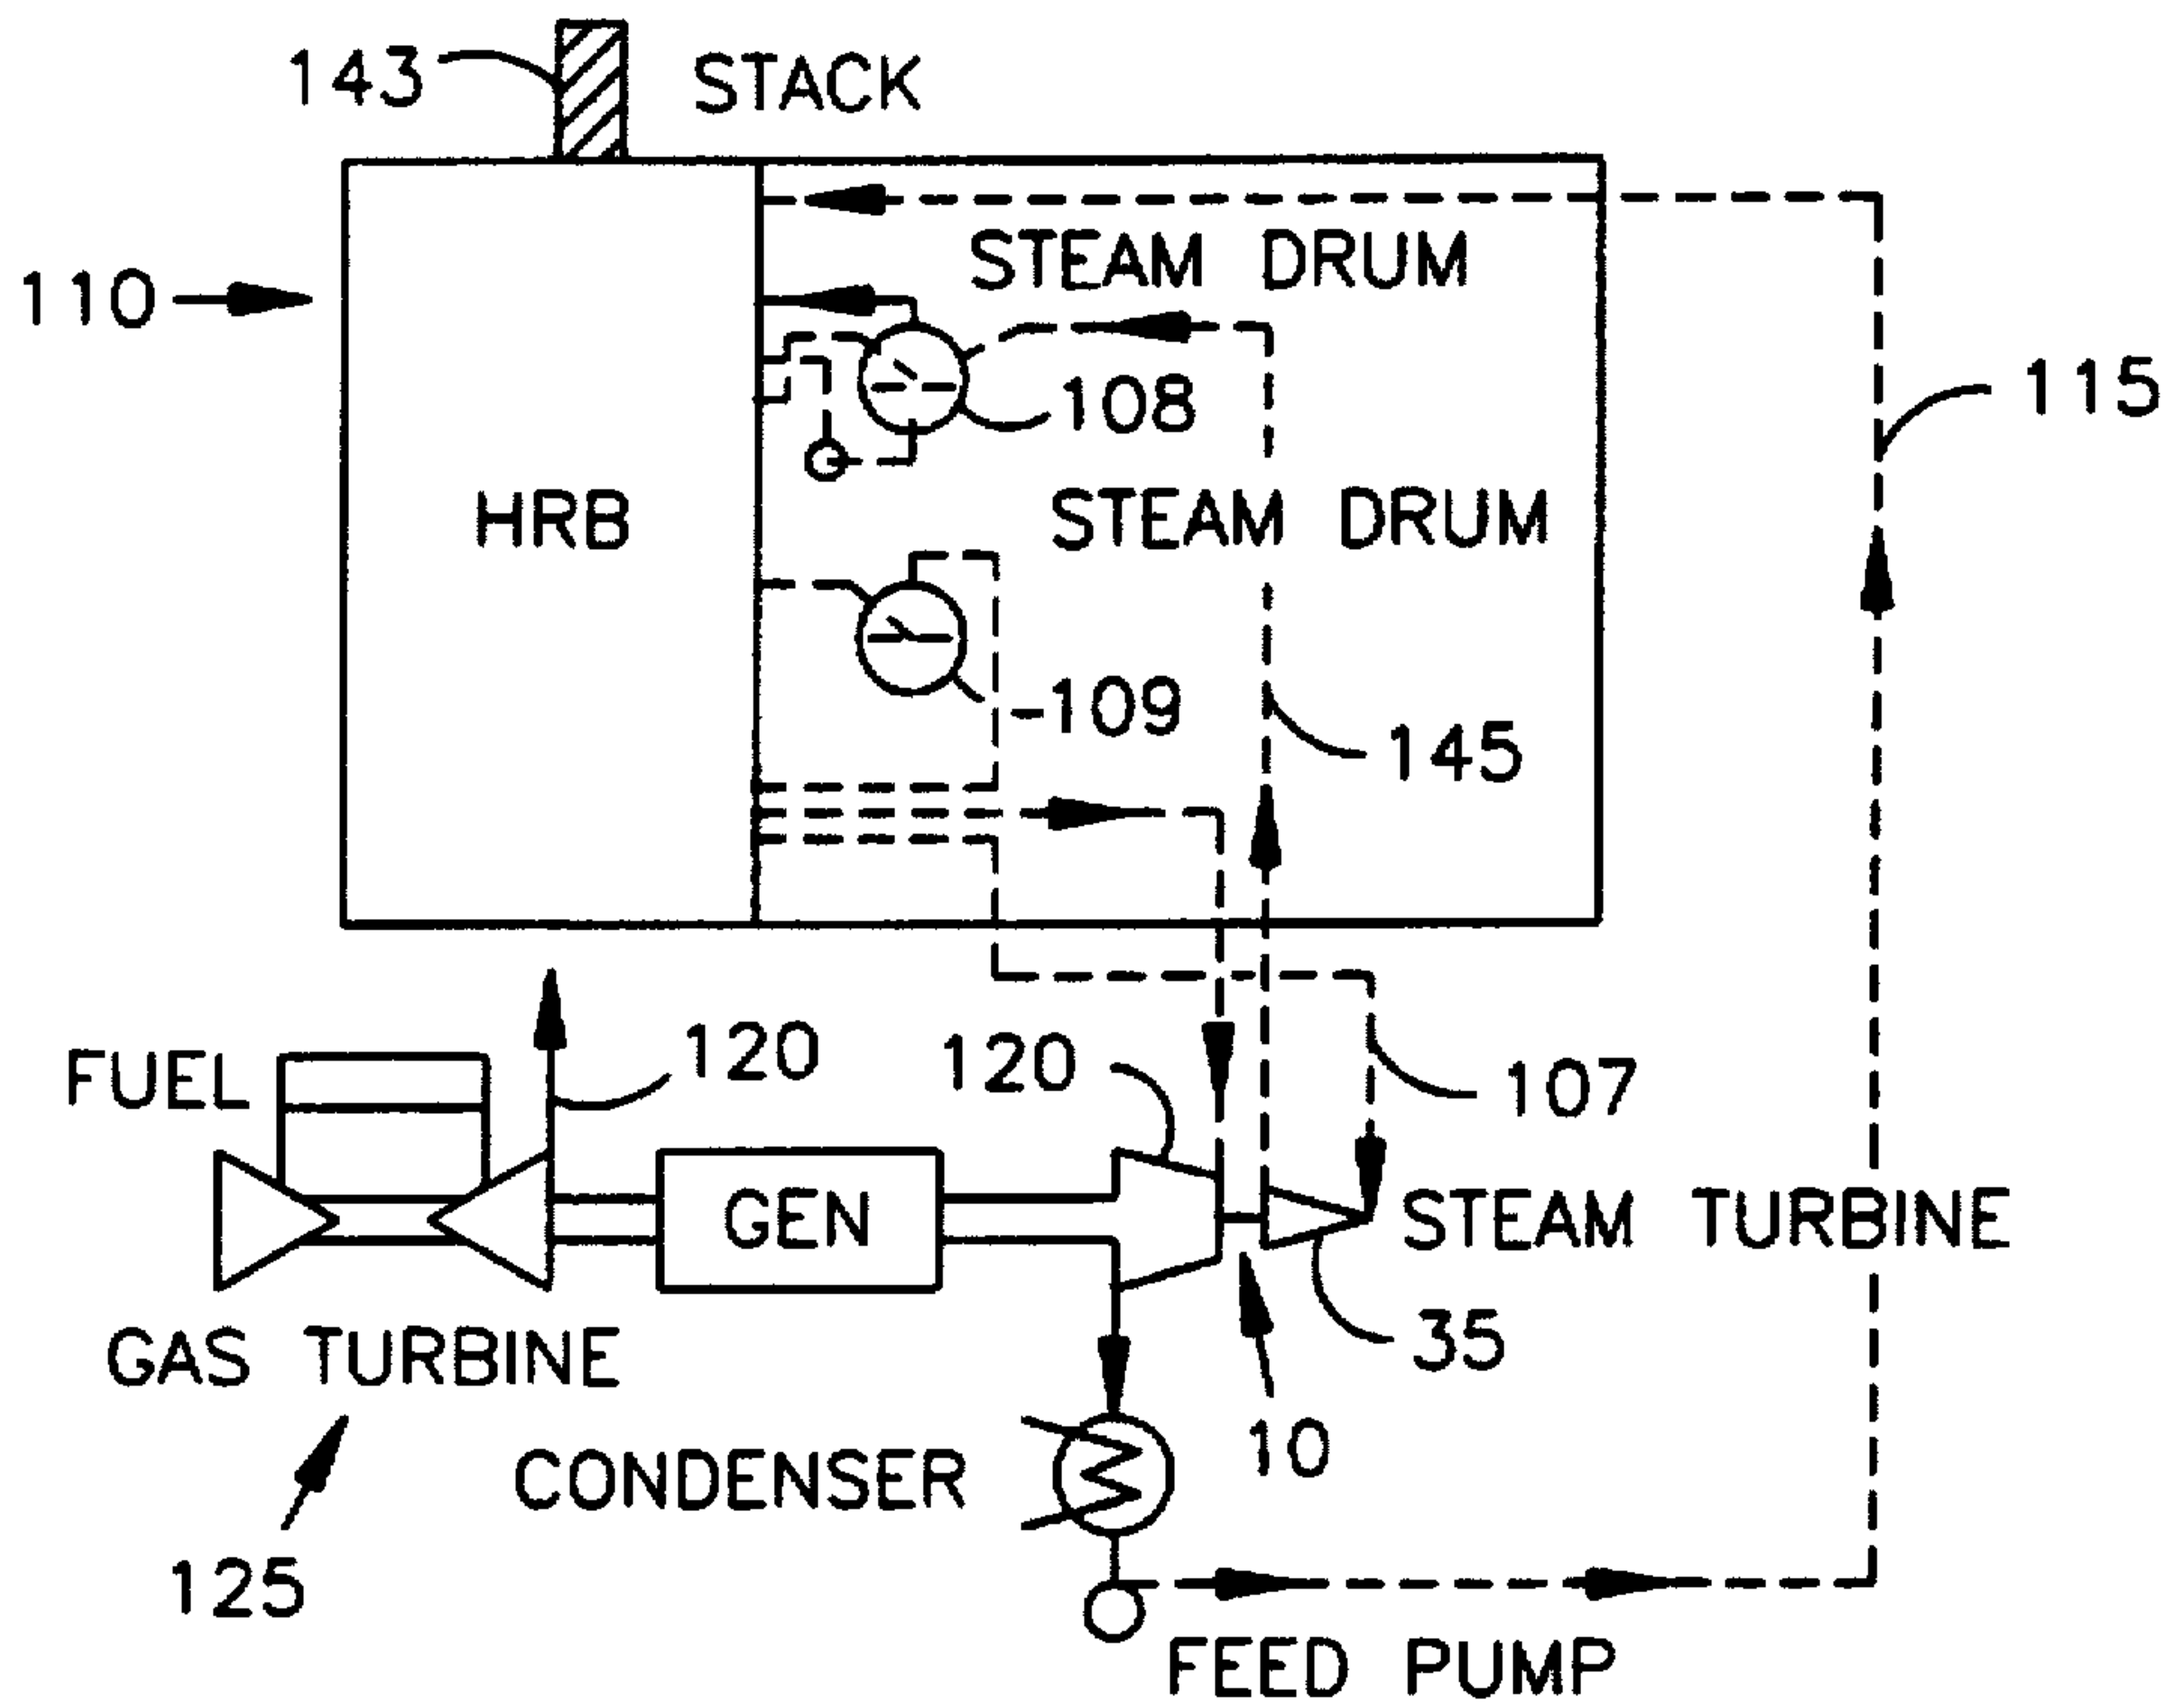 143
STACK
STEAM DRUM
110
115
108
HRB
STEAM DRUM
109
145
FUEL
120
120
107
GEN
STEAM TURBINE
GAS TURBINE
35
10
CONDENSER
125
FEED PUMP